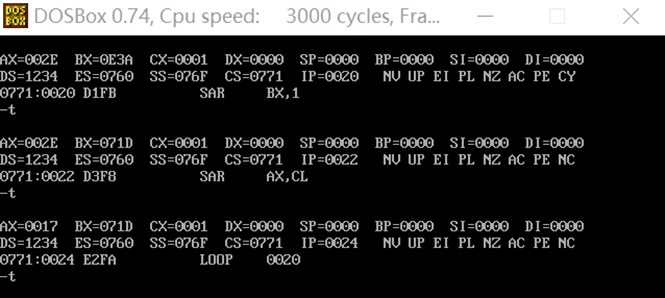 DOS
BOX
DOSBox 0.74, Cpu speed: 3000 cycles, Fra...
AX=002E BX=0E3A CX=0001 DX=0000 SP=0000 BP=0000 SI=0000 DI=0000
DS=1234 ES=0760 SS=076F CS=0771 IP=0020 NV UP EI PL NZ AC PE CY
0771:0020 D1FB SAR BX,1
-t
AX=002E BX=071D CX=0001 DX=0000 SP=0000 BP=0000 SI=0000 DI=0000
DS=1234 ES=0760 SS=076F CS=0771 IP=0022 NV UP EI PL NZ AC PE NC
0771:0022 D3F8 SAR AX,CL
-t
AX=0017 BX=071D CX=0001 DX=0000 SP=0000 BP=0000 SI=0000 DI=0000
DS=1234 ES=0760 SS=076F CS=0771 IP=0024 NV UP EI PL NZ AC PE NC
0771:0024 E2FA LOOP 0020
-t